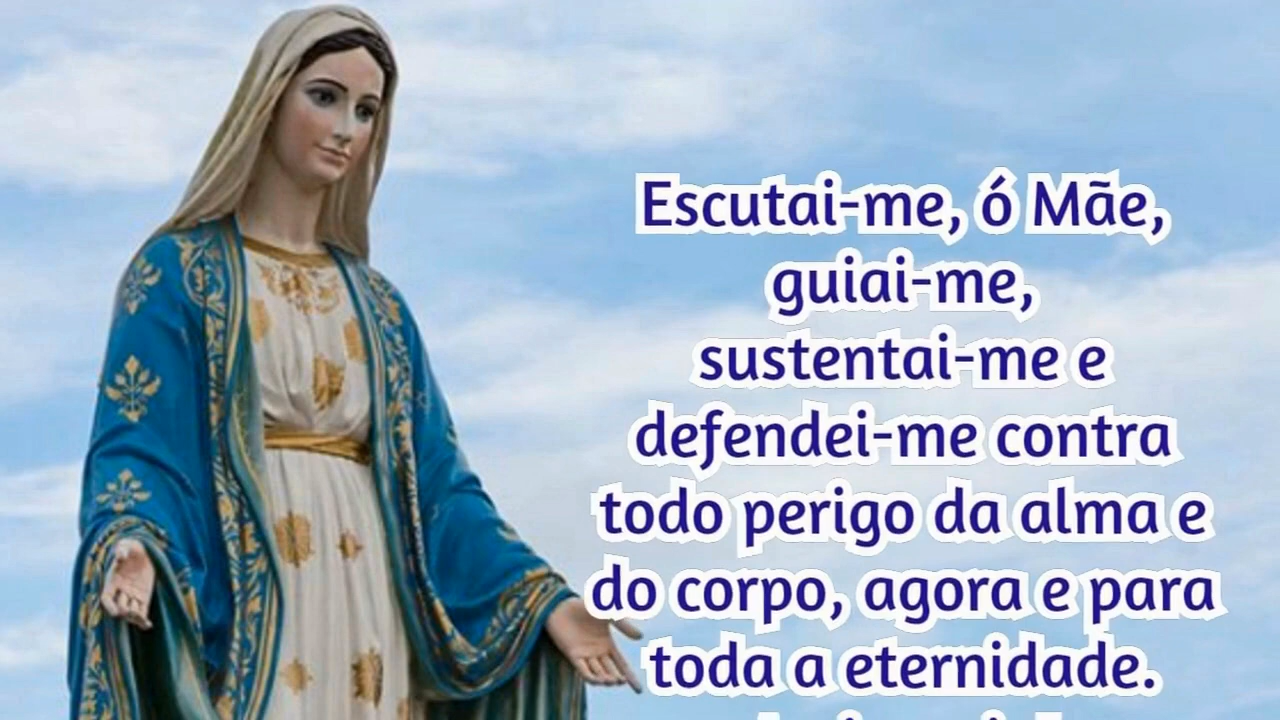 Escutai-me, ó Mãe,
guiai-me,
sustentai-me e
defendei-me contra
todo perigo da alma e
do corpo, agora e para
toda a eternidade.